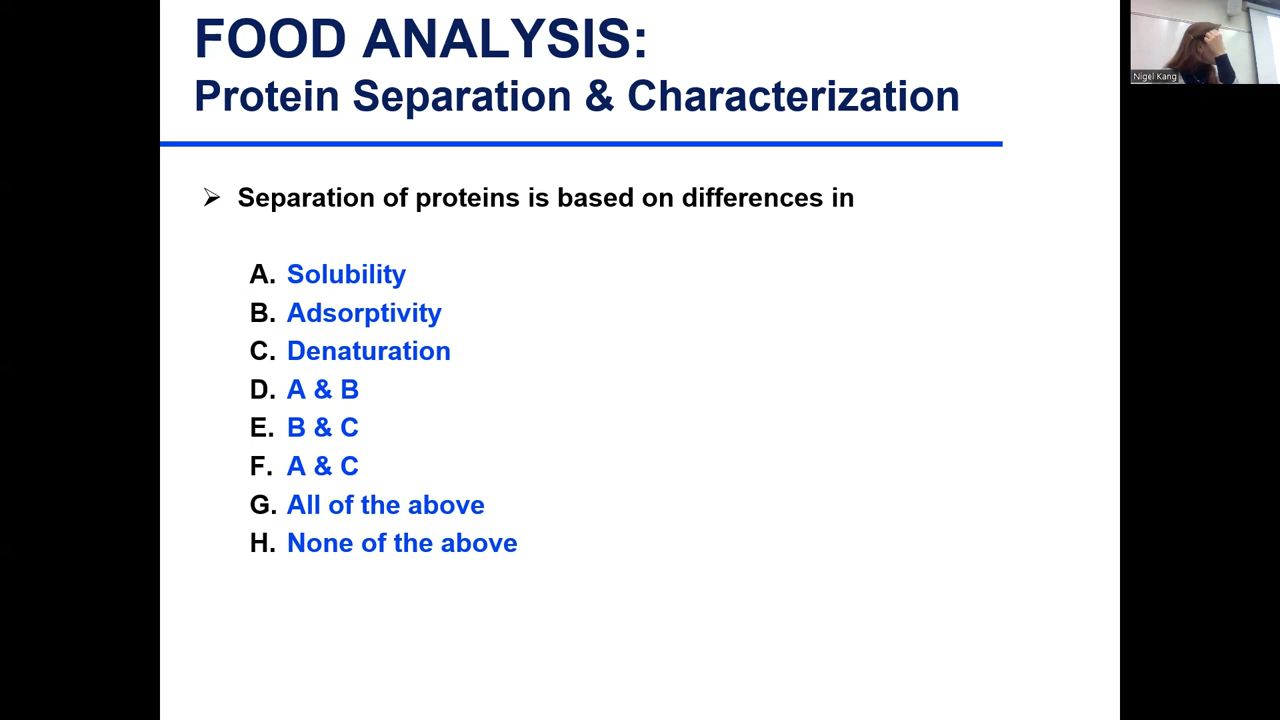 FOOD ANALYSIS:
Protein Separation & Characterization
Nigel Kang
➢ Separation of proteins is based on differences in
A. Solubility
B. Adsorptivity
C. Denaturation
D. A & B
E. B & C
F. A & C
G. All of the above
H. None of the above